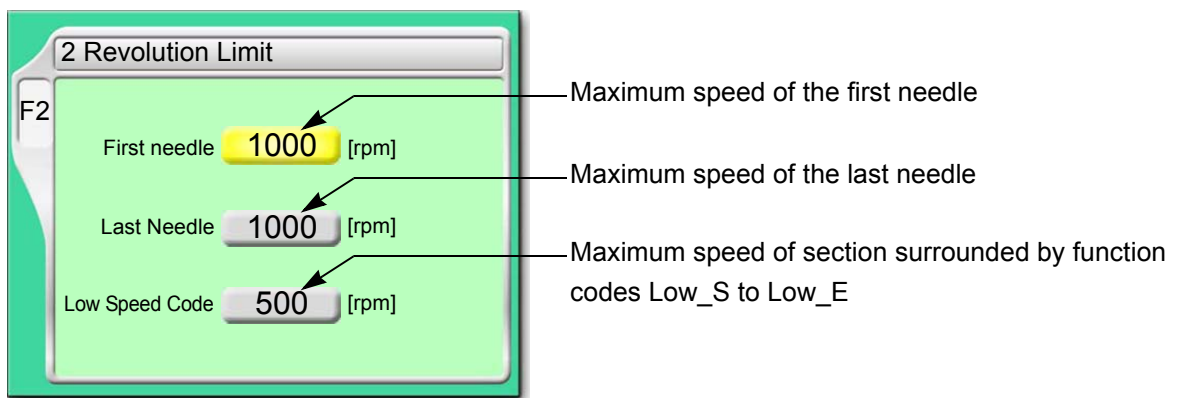 2 Revolution Limit
F2
First needle 1000 [rpm]
Maximum speed of the first needle
Last Needle 1000 [rpm]
Maximum speed of the last needle
Low Speed Code 500 [rpm]
Maximum speed of section surrounded by function
codes Low_S to Low_E